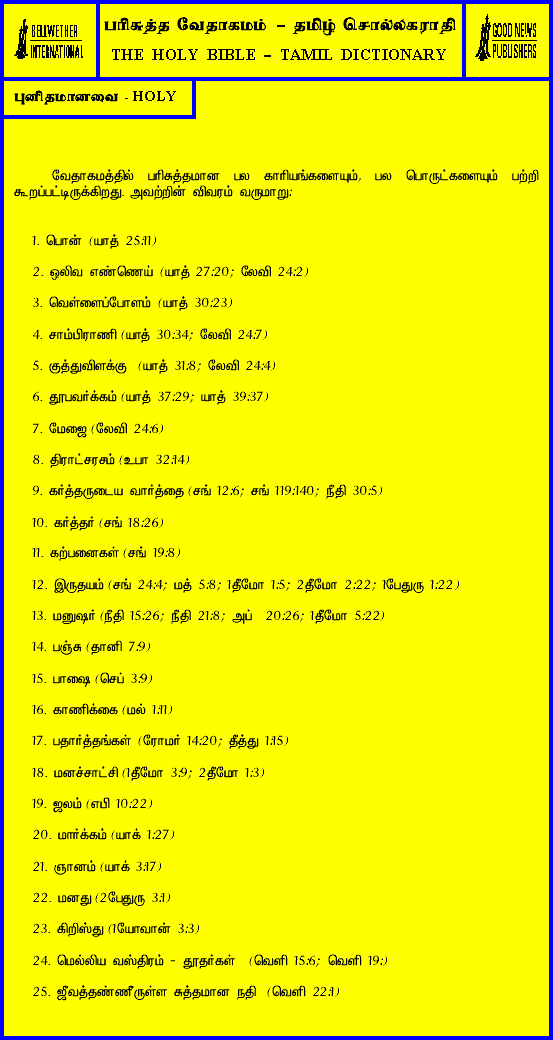 BELLWETHER
INTERNATIONAL
பரிசுத்த வேதாகமம் – தமிழ் சொல்லகராதி
THE HOLY BIBLE – TAMIL DICTIONARY
GOOD NEWS
PUBLISHERS
புனிதமானவை - HOLY
வேதாகமத்தில் பரிசுத்தமான பல காரியங்களையும், பல பொருட்களையும் பற்றி
கூறப்பட்டிருக்கிறது. அவற்றின் விவரம் வருமாறு:
1. பொன் (யாத் 25:11)
2. ஒலிவ எண்ணெய் (யாத் 27:20; லேவி 24:2)
3. வெள்ளைப்போளம் (யாத் 30:23)
4. சாம்பிராணி (யாத் 30:34; லேவி 24:7)
5. குத்துவிளக்கு (யாத் 31:8; லேவி 24:4)
6. தூபவர்க்கம் (யாத் 37:29; யாத் 39:37)
7. மேஜை (லேவி 24:6)
8. திராட்சரசம் (உபா 32:14)
9. கர்த்தருடைய வார்த்தை (சங் 12:6; சங் 119:140; நீதி 30:5)
10. கர்த்தர் (சங் 18:26)
11. கற்பனைகள் (சங் 19:8)
12. இருதயம் (சங் 24:4; மத் 5:8; 1தீமோ 1:5; 2தீமோ 2:22; 1பேதுரு 1:22)
13. மனுஷர் (நீதி 15:26; நீதி 21:8; அப் 20:26; 1தீமோ 5:22)
14. பஞ்சு (தானி 7:9)
15. பாஷை (செப் 3:9)
16. காணிக்கை (மல் 1:11)
17. பதார்த்தங்கள் (ரோமர் 14:20; தீத்து 1:15)
18. மனச்சாட்சி (1தீமோ 3:9; 2தீமோ 1:3)
19. ஜலம் (எபி 10:22)
20. மார்க்கம் (யாக் 1:27)
21. ஞானம் (யாக் 3:17)
22. மனது (2பேதுரு 3:1)
23. கிறிஸ்து (1யோவான் 3:3)
24. மெல்லிய வஸ்திரம் - தூதர்கள் (வெளி 15:6; வெளி 19:)
25. ஜீவத்தண்ணீருள்ள சுத்தமான நதி (வெளி 22:1)